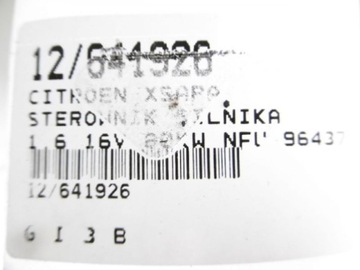 12/641926
CITROEN XSARA
STEROWNIK SILNIKA
1.6 16V 80KW NFU 96437
12/641926
G I 3 B